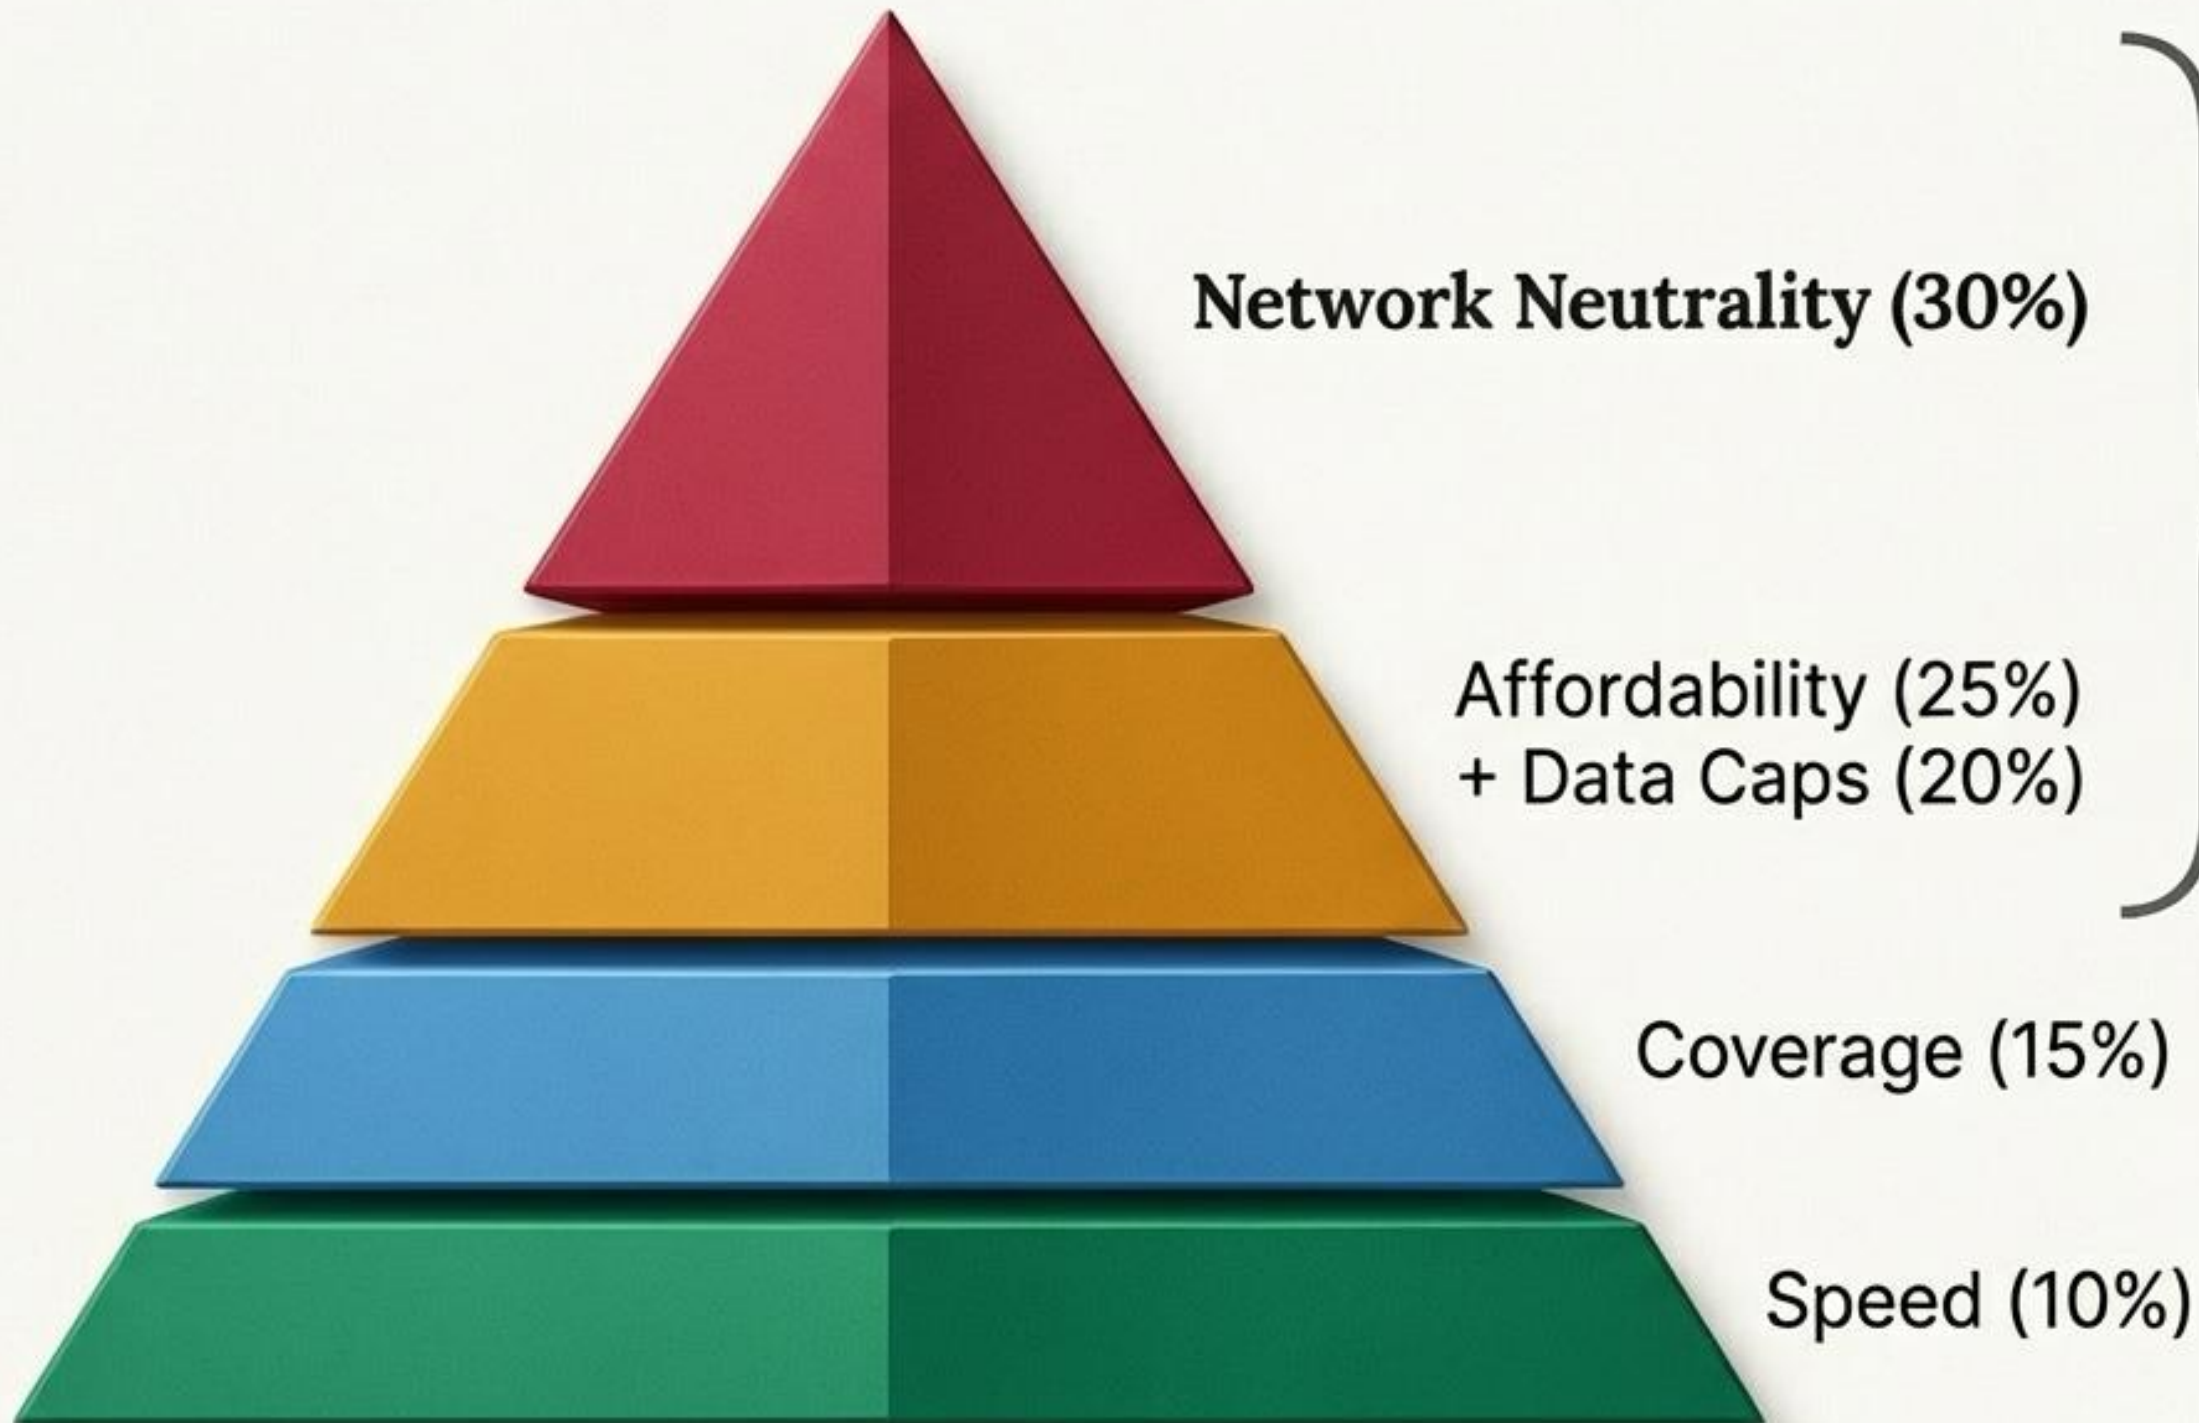 Network Neutrality (30%)
Affordability (25%)
+ Data Caps (20%)
Coverage (15%)
Speed (10%)